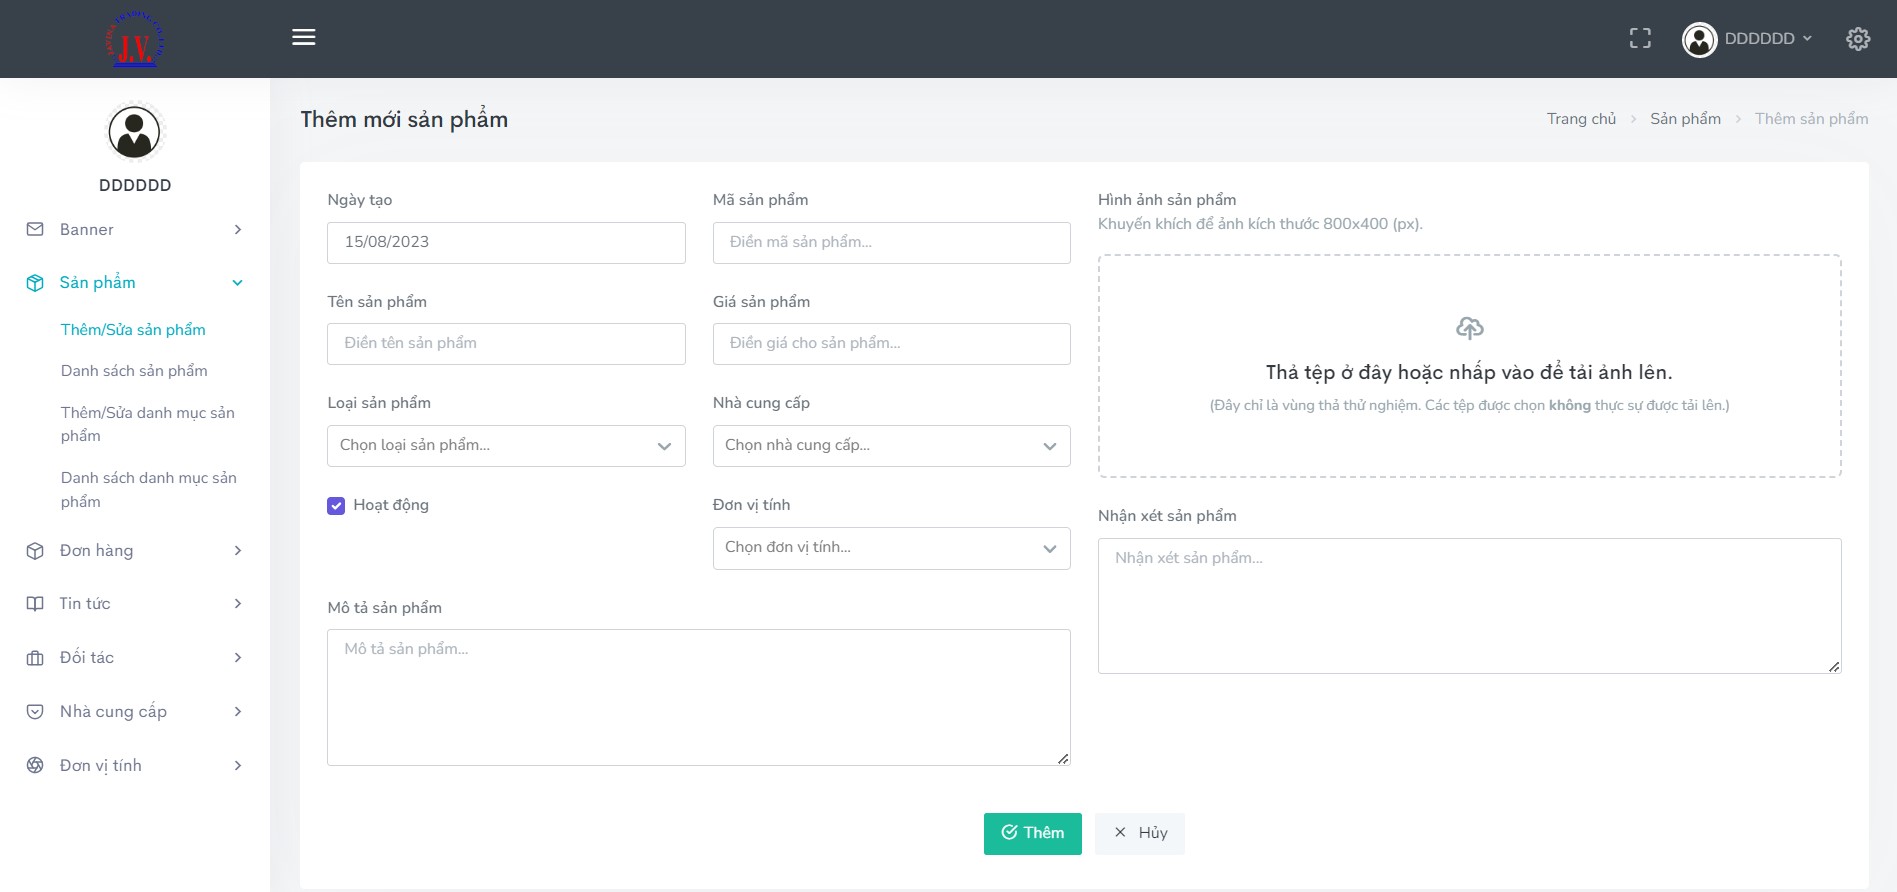 J.V.
DDDDDD
DDDDDD
Banner
Sản phẩm
Thêm/Sửa sản phẩm
Danh sách sản phẩm
Thêm/Sửa danh mục sản
phẩm
Danh sách danh mục sản
phẩm
Đơn hàng
Tin tức
Đối tác
Nhà cung cấp
Đơn vị tính
Thêm mới sản phẩm
Trang chủ
Sản phẩm
Thêm sản phẩm
Ngày tạo
15/08/2023
Mã sản phẩm
Điền mã sản phẩm...
Tên sản phẩm
Điền tên sản phẩm
Giá sản phẩm
Điền giá cho sản phẩm...
Loại sản phẩm
Chọn loại sản phẩm...
Nhà cung cấp
Chọn nhà cung cấp...
Hoạt động
Đơn vị tính
Chọn đơn vị tính...
Mô tả sản phẩm
Mô tả sản phẩm...
Hình ảnh sản phẩm
Khuyến khích để ảnh kích thước 800x400 (px).
Thả tệp ở đây hoặc nhấp vào để tải ảnh lên.
(Đây chỉ là vùng thả thử nghiệm. Các tệp được chọn không thực sự được tải lên.)
Nhận xét sản phẩm
Nhận xét sản phẩm...
Thêm
Hủy